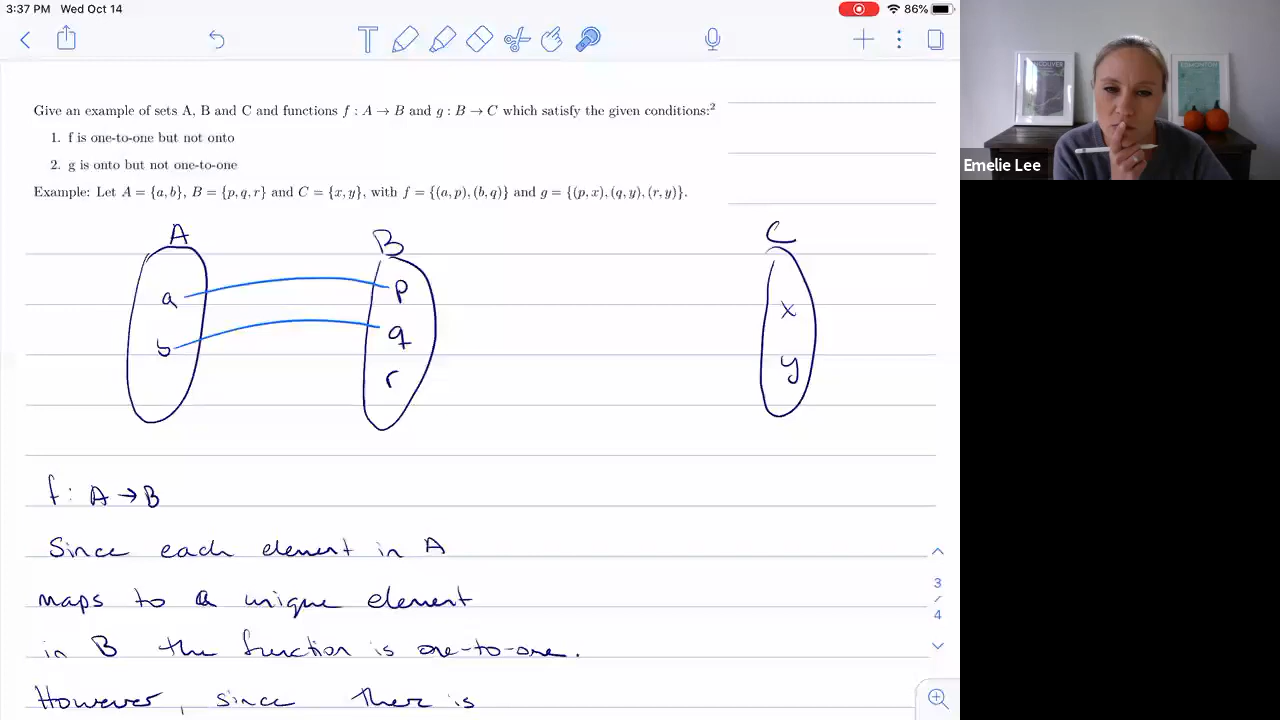 3:37 PM Wed Oct 14
86%
VANCOUVER
EDMONTON
Give an example of sets A, B and C and functions f : A → B and g : B → C which satisfy the given conditions:²
1. f is one-to-one but not onto
2. g is onto but not one-to-one
Emelie Lee
Example: Let A = {a, b}, B = {p, q, r} and C = {x, y}, with f = {(a, p), (b, q)} and g = {(p, x), (q, y), (r, y)}.
A B C
a p x
b q y
r
f : A → B
Since each element in A
maps to a unique element
in B the function is one-to-one.
However, since there is
3
/
4